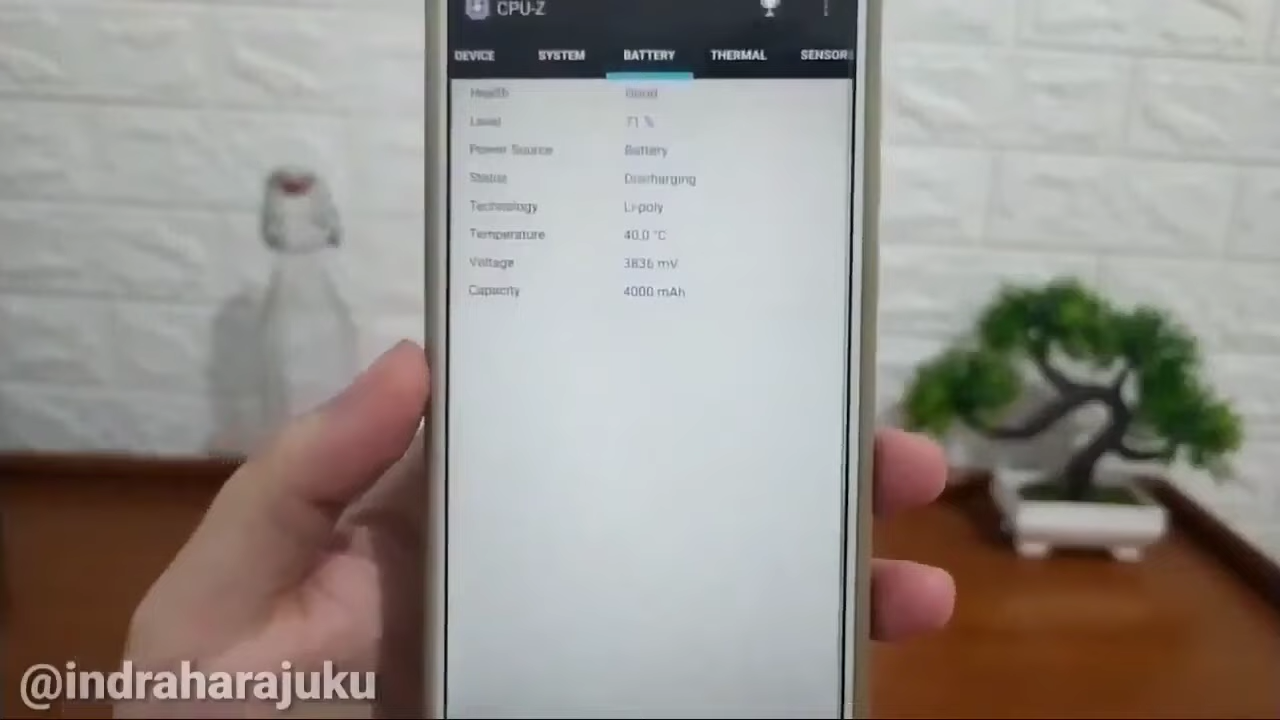 CPU-Z
DEVICE SYSTEM BATTERY THERMAL SENSORS
Health Good
Level 71 %
Power Source Battery
Status Discharging
Technology Li-poly
Temperature 40.0 °C
Voltage 3836 mV
Capacity 4000 mAh
@indraharajuku